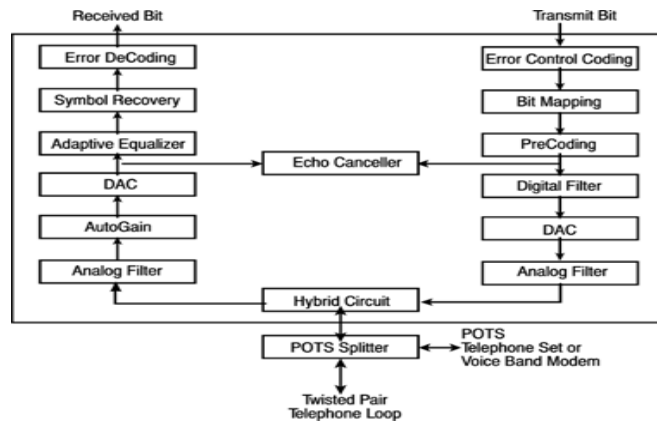 Received Bit
Transmit Bit
Error DeCoding
Error Control Coding
Symbol Recovery
Bit Mapping
Adaptive Equalizer
PreCoding
Echo Canceller
DAC
Digital Filter
AutoGain
DAC
Analog Filter
Analog Filter
Hybrid Circuit
POTS Splitter
POTS
Telephone Set or
Voice Band Modem
Twisted Pair
Telephone Loop